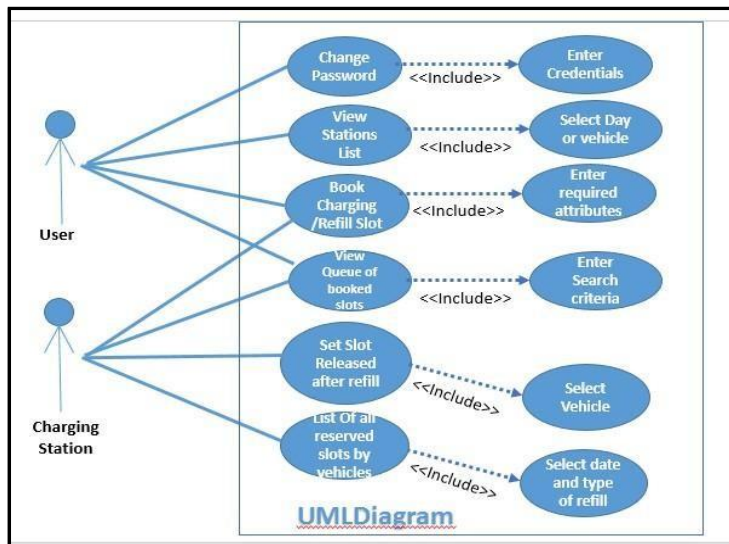 Change
Password
<<Include>>
Enter
Credentials
View
Stations
List
<<Include>>
Select Day
or vehicle
User
Book
Charging
/Refill Slot
<<Include>>
Enter
required
attributes
View
Queue of
booked
slots
<<Include>>
Enter
Search
criteria
Charging
Station
Set Slot
Released
after refill
<<Include>>
Select
Vehicle
List Of all
reserved
slots by
vehicles
<<Include>>
Select date
and type
of refill
UMLDiagram